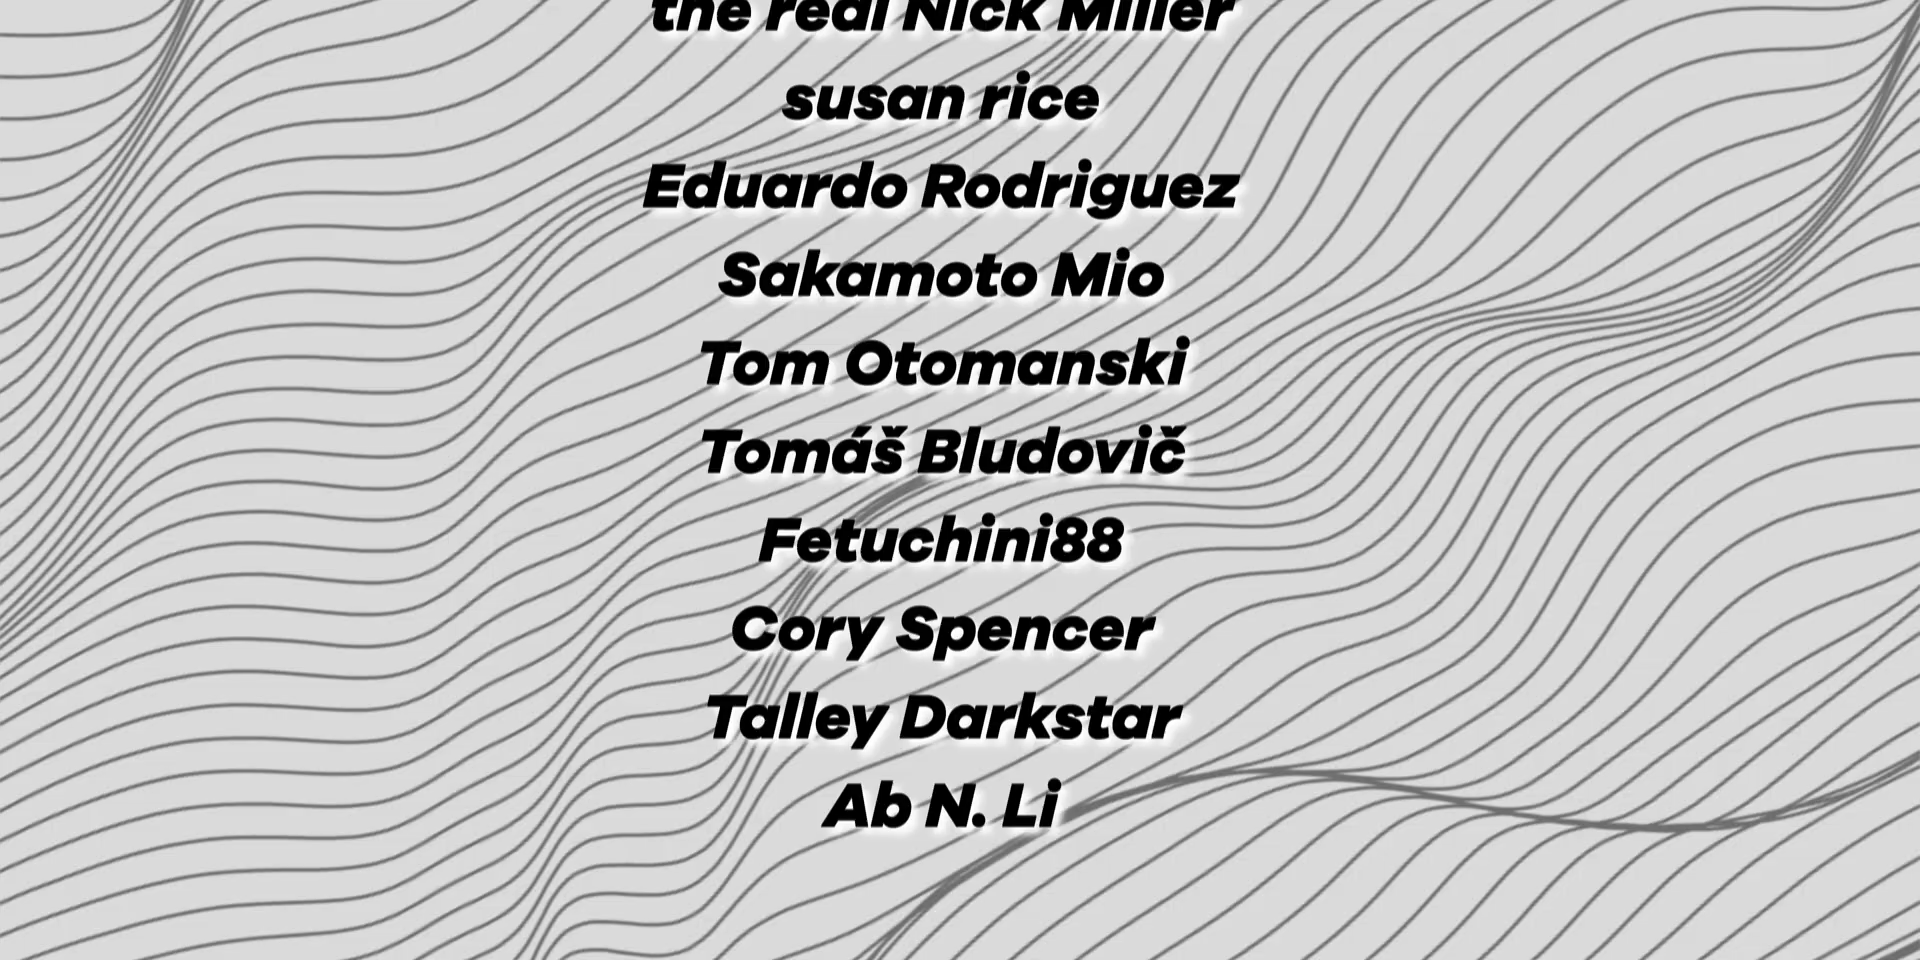 the real Nick Miller
susan rice
Eduardo Rodriguez
Sakamoto Mio
Tom Otomanski
Tomáš Bludovič
Fetuchini88
Cory Spencer
Talley Darkstar
Ab N. Li